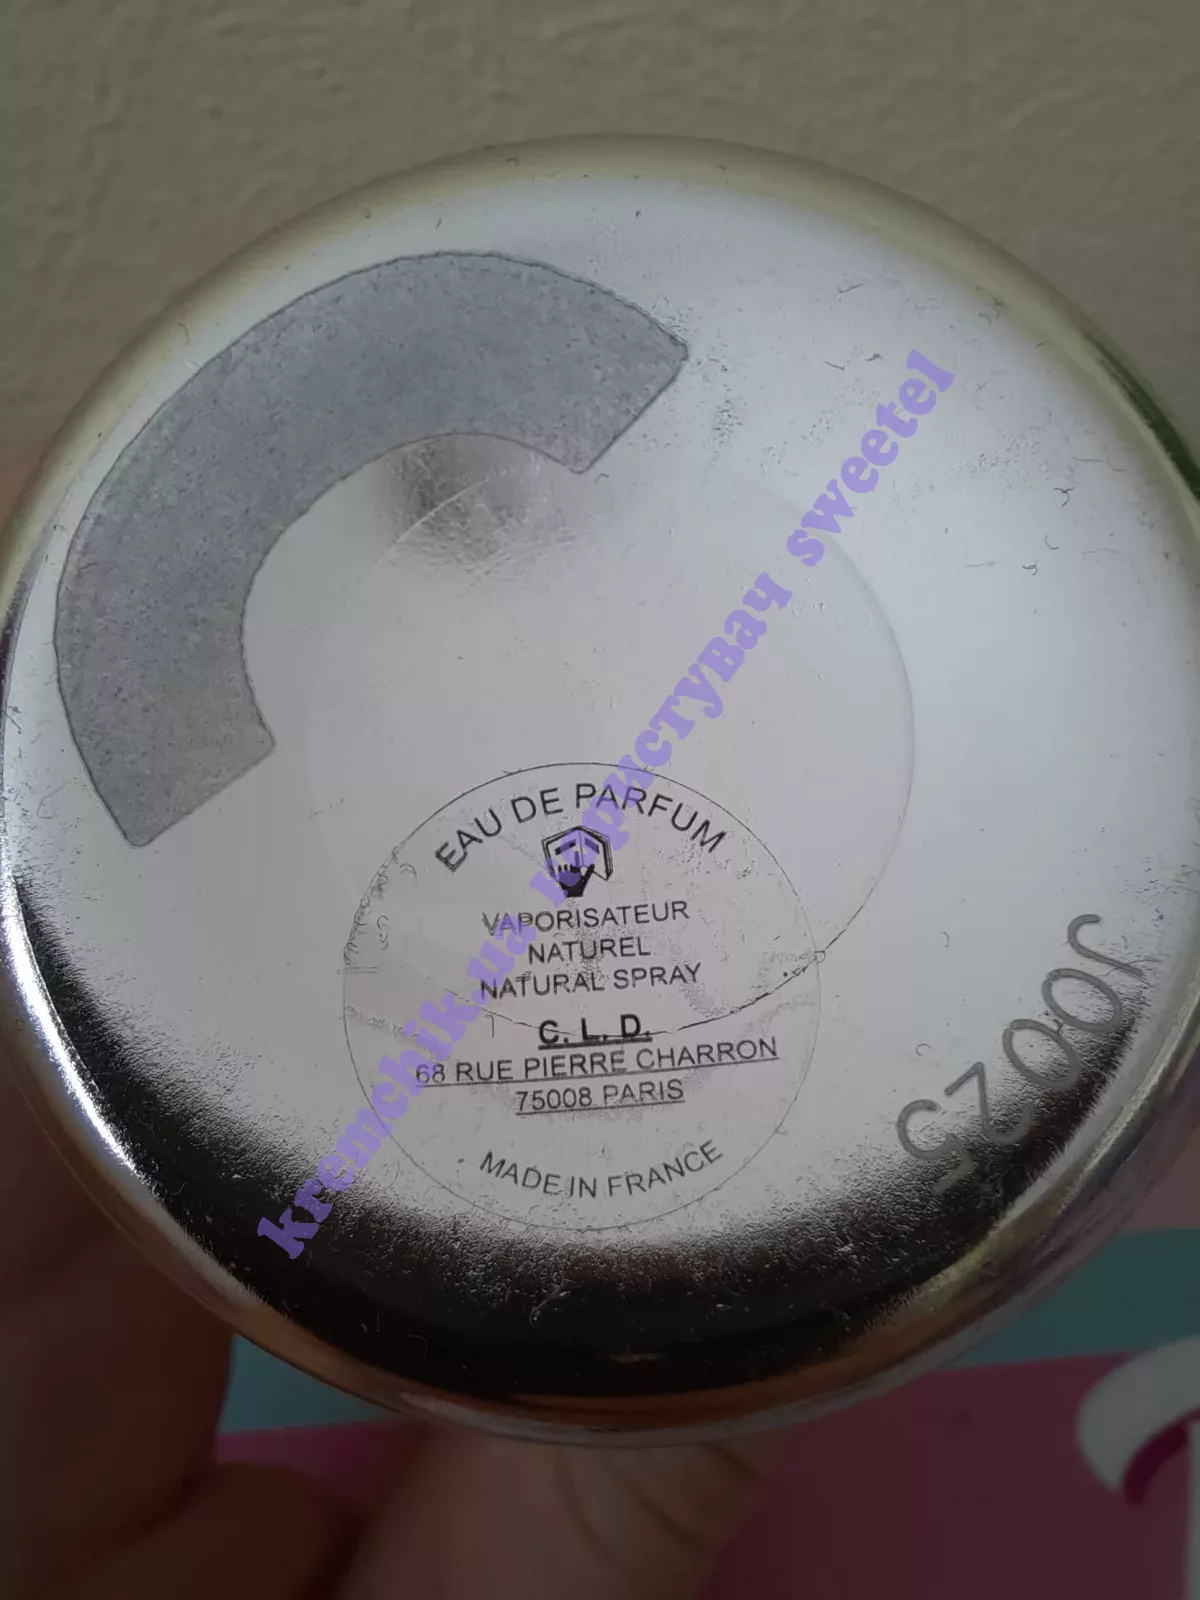 EAU DE PARFUM
VAPORISATEUR
NATUREL
NATURAL SPRAY
C. L. D.
68 RUE PIERRE CHARRON
75008 PARIS
MADE IN FRANCE
J0025
kremchik.ua користувач sweetel